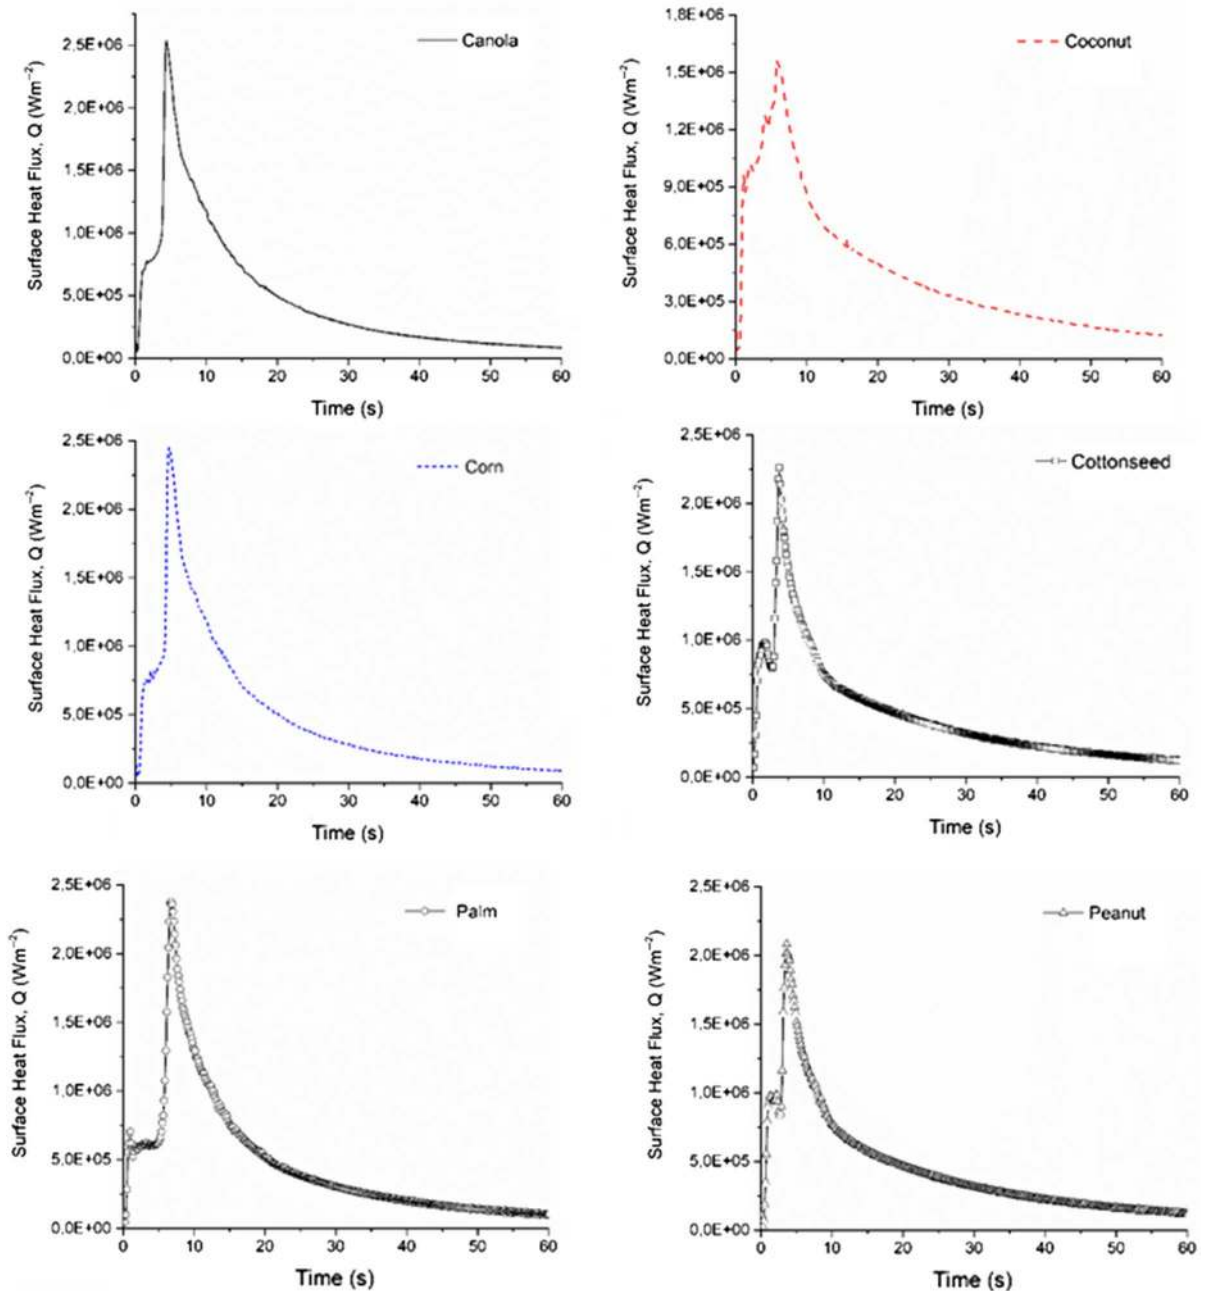 Surface Heat Flux, Q (Wm⁻²)
2.5E+06
2.0E+06
1.5E+06
1.0E+06
5.0E+05
0.0E+00
Canola
0 10 20 30 40 50 60
Time (s)
Surface Heat Flux, Q (Wm⁻²)
1.8E+06
1.5E+06
1.2E+06
9.0E+05
6.0E+05
3.0E+05
0.0E+00
Coconut
0 10 20 30 40 50 60
Time (s)
Surface Heat Flux, Q (Wm⁻²)
2.5E+06
2.0E+06
1.5E+06
1.0E+06
5.0E+05
0.0E+00
Corn
0 10 20 30 40 50 60
Time (s)
Surface Heat Flux, Q (Wm⁻²)
2.5E+06
2.0E+06
1.5E+06
1.0E+06
5.0E+05
0.0E+00
Cottonseed
0 10 20 30 40 50 60
Time (s)
Surface Heat Flux, Q (Wm⁻²)
2.5E+06
2.0E+06
1.5E+06
1.0E+06
5.0E+05
0.0E+00
Palm
0 10 20 30 40 50 60
Time (s)
Surface Heat Flux, Q (Wm⁻²)
2.5E+06
2.0E+06
1.5E+06
1.0E+06
5.0E+05
0.0E+00
Peanut
0 10 20 30 40 50 60
Time (s)